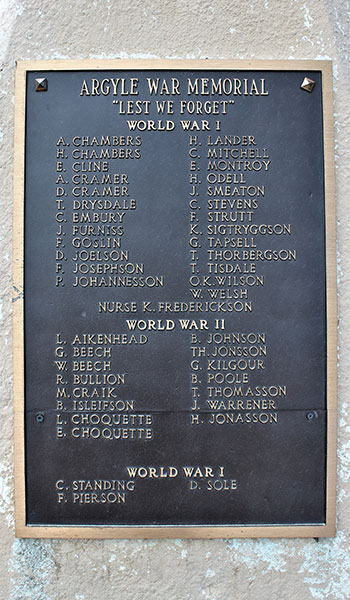 ARGYLE WAR MEMORIAL
"LEST WE FORGET"
WORLD WAR I
A. CHAMBERS
H. CHAMBERS
E. CLINE
A. CRAMER
D. CRAMER
T. DRYSDALE
C. EMBURY
J. FURNISS
F. GOSLIN
D. JOELSON
F. JOSEPHSON
P. JOHANNESSON
H. LANDER
C. MITCHELL
E. MONTROY
H. ODELL
J. SMEATON
C. STEVENS
F. STRUTT
K. SIGTRYGGSON
G. TAPSELL
T. THORBERGSON
T. TISDALE
O.K. WILSON
W. WELSH
NURSE K. FREDERICKSON
WORLD WAR II
L. AIKENHEAD
G. BEECH
W. BEECH
R. BULLION
M. CRAIK
B. ISLEIFSON
L. CHOQUETTE
E. CHOQUETTE
B. JOHNSON
TH. JONSSON
G. KILGOUR
B. POOLE
T. THOMASSON
J. WARRENER
H. JONASSON
WORLD WAR I
C. STANDING
F. PIERSON
D. SOLE